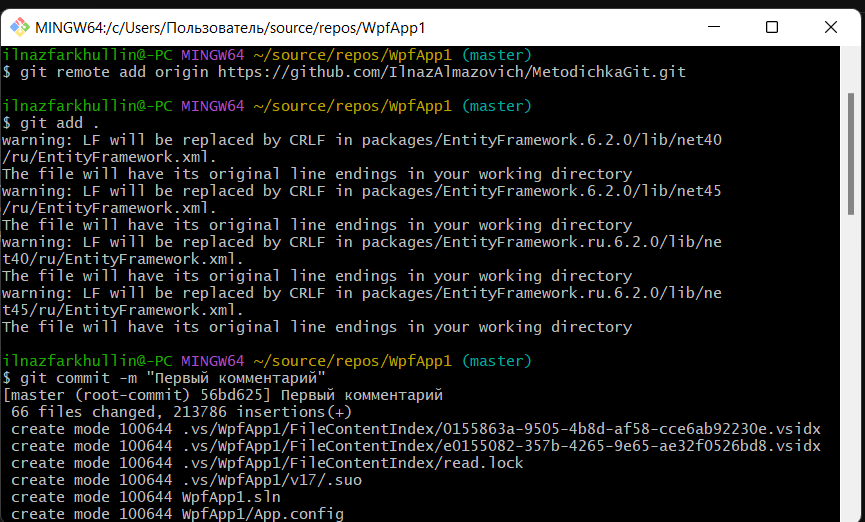 MINGW64:/c/Users/Пользователь/source/repos/WpfApp1
ilnazfarkhullin@-PC MINGW64 ~/source/repos/WpfApp1 (master)
$ git remote add origin https://github.com/IlnazAlmazovich/MetodichkaGit.git
ilnazfarkhullin@-PC MINGW64 ~/source/repos/WpfApp1 (master)
$ git add .
warning: LF will be replaced by CRLF in packages/EntityFramework.6.2.0/lib/net40
/ru/EntityFramework.xml.
The file will have its original line endings in your working directory
warning: LF will be replaced by CRLF in packages/EntityFramework.6.2.0/lib/net45
/ru/EntityFramework.xml.
The file will have its original line endings in your working directory
warning: LF will be replaced by CRLF in packages/EntityFramework.ru.6.2.0/lib/ne
t40/ru/EntityFramework.xml.
The file will have its original line endings in your working directory
warning: LF will be replaced by CRLF in packages/EntityFramework.ru.6.2.0/lib/ne
t45/ru/EntityFramework.xml.
The file will have its original line endings in your working directory
ilnazfarkhullin@-PC MINGW64 ~/source/repos/WpfApp1 (master)
$ git commit -m "Первый комментарий"
[master (root-commit) 56bd625] Первый комментарий
 66 files changed, 213786 insertions(+)
 create mode 100644 .vs/WpfApp1/FileContentIndex/0155863a-9505-4b8d-af58-cce6ab92230e.vsidx
 create mode 100644 .vs/WpfApp1/FileContentIndex/e0155082-357b-4265-9e65-ae32f0526bd8.vsidx
 create mode 100644 .vs/WpfApp1/FileContentIndex/read.lock
 create mode 100644 .vs/WpfApp1/v17/.suo
 create mode 100644 WpfApp1.sln
 create mode 100644 WpfApp1/App.config